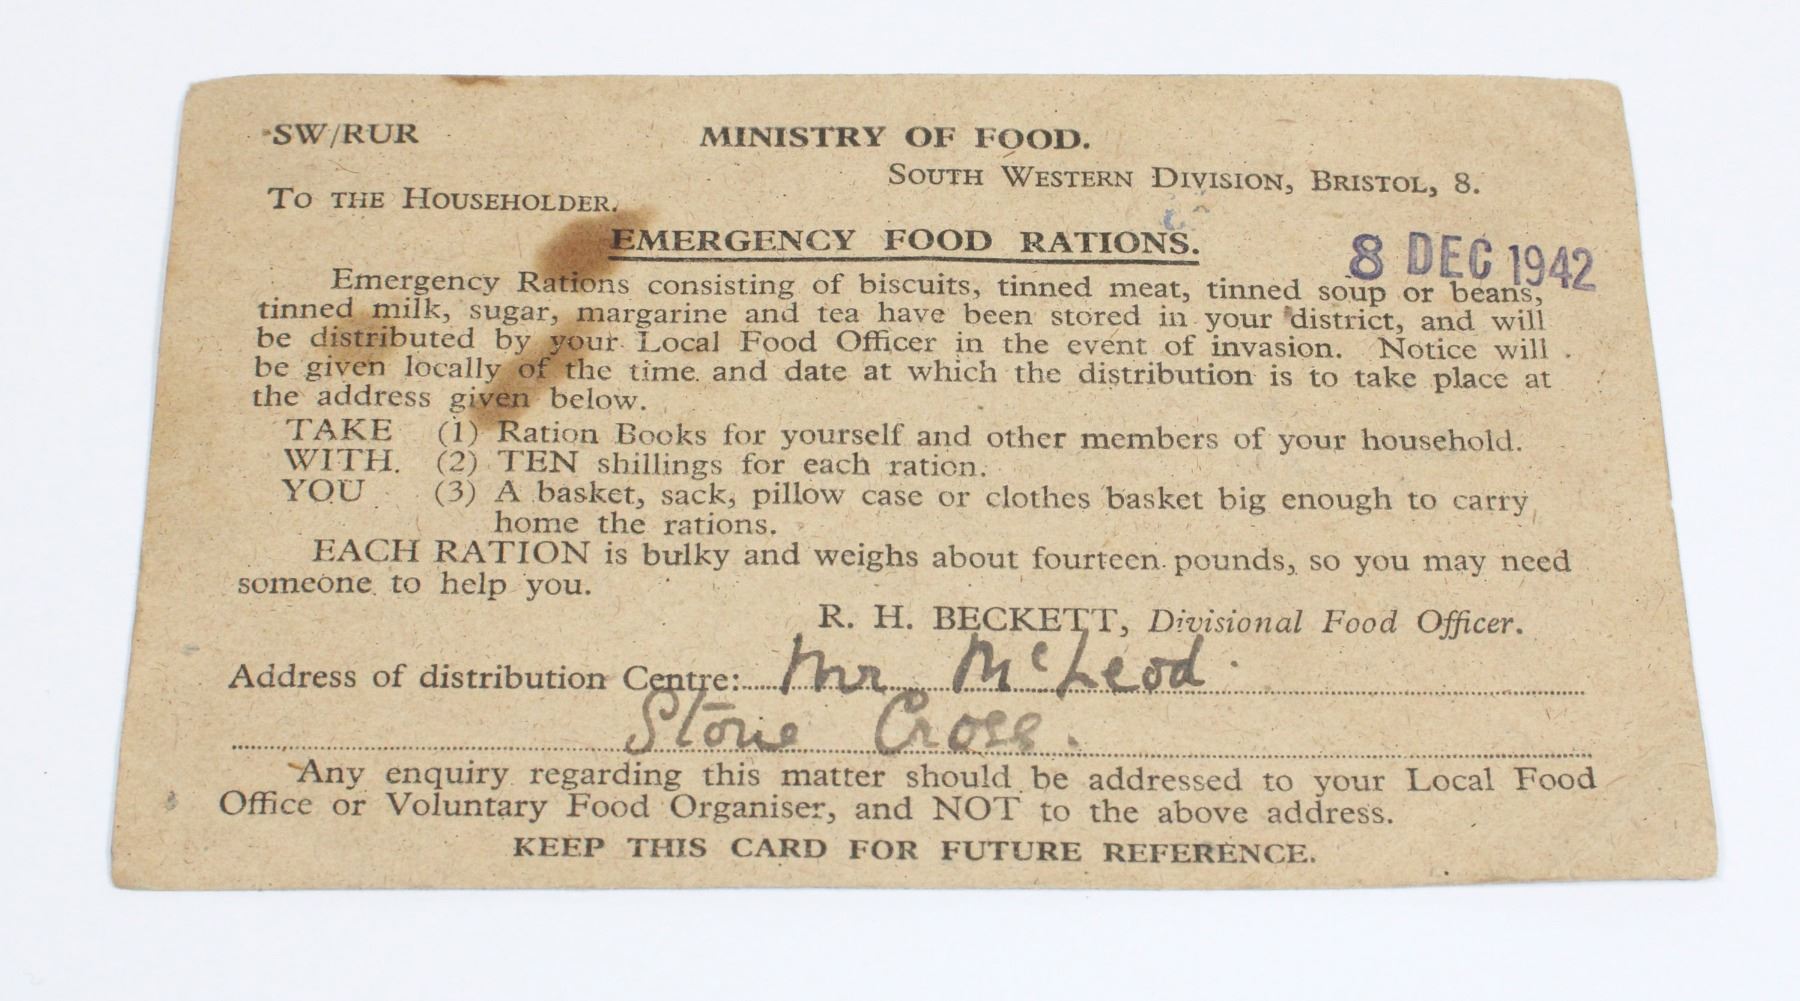 SW/RUR
MINISTRY OF FOOD.
SOUTH WESTERN DIVISION, BRISTOL, 8.
TO THE HOUSEHOLDER.
EMERGENCY FOOD RATIONS.
8 DEC 1942
Emergency Rations consisting of biscuits, tinned meat, tinned soup or beans,
tinned milk, sugar, margarine and tea have been stored in your district, and will
be distributed by your Local Food Officer in the event of invasion. Notice will
be given locally of the time and date at which the distribution is to take place at
the address given below.
TAKE (1) Ration Books for yourself and other members of your household.
WITH. (2) TEN shillings for each ration.
YOU (3) A basket, sack, pillow case or clothes basket big enough to carry
home the rations.
EACH RATION is bulky and weighs about fourteen pounds, so you may need
someone to help you.
R. H. BECKETT, Divisional Food Officer.
Address of distribution Centre: Mr McLeod.
Stone Cross.
Any enquiry regarding this matter should be addressed to your Local Food
Office or Voluntary Food Organiser, and NOT to the above address.
KEEP THIS CARD FOR FUTURE REFERENCE.